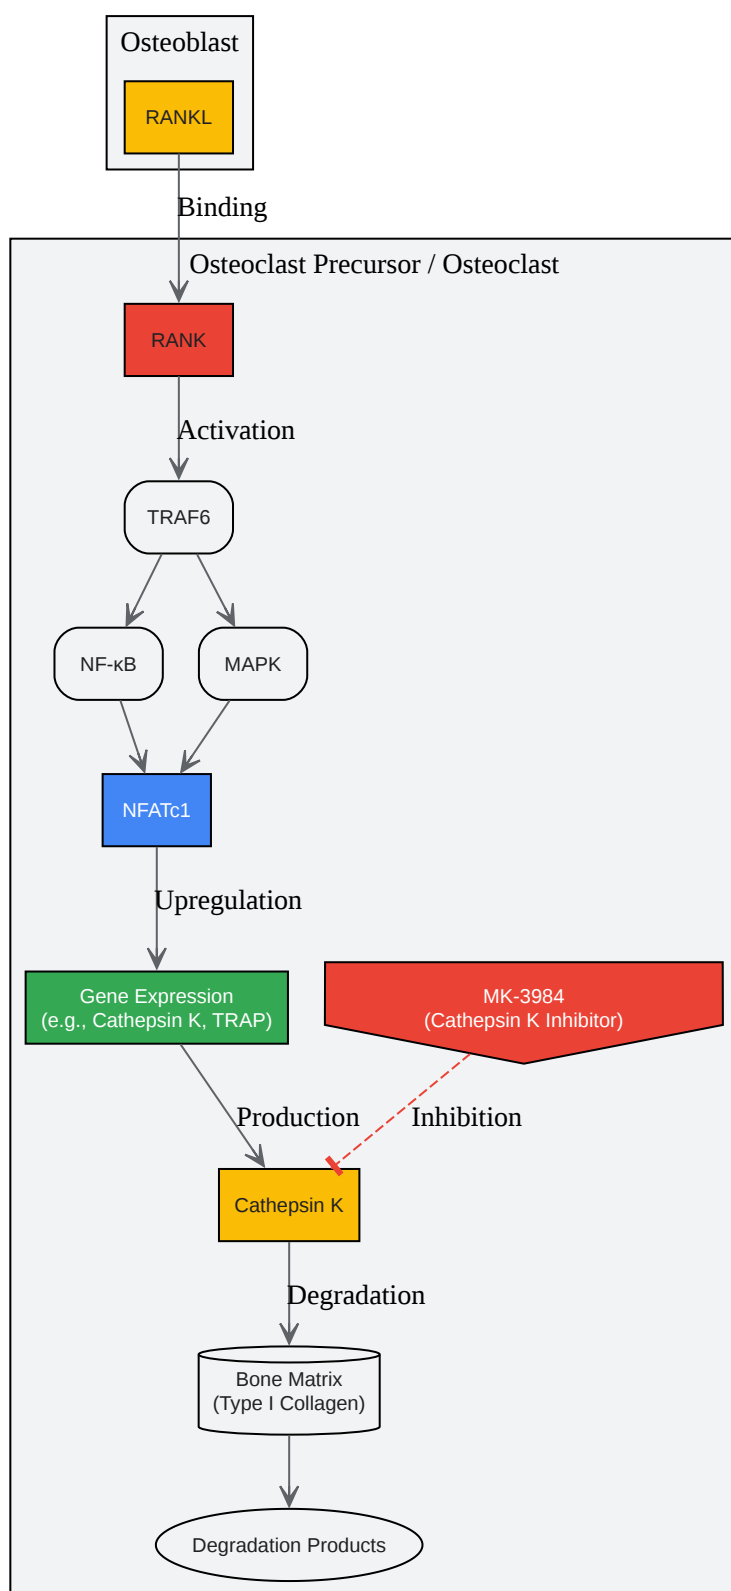 Osteoblast
RANKL
Binding
Osteoclast Precursor / Osteoclast
RANK
Activation
TRAF6
NF-κB
MAPK
NFATc1
Upregulation
Gene Expression
(e.g., Cathepsin K, TRAP)
MK-3984
(Cathepsin K Inhibitor)
Production
Inhibition
Cathepsin K
Degradation
Bone Matrix
(Type I Collagen)
Degradation Products